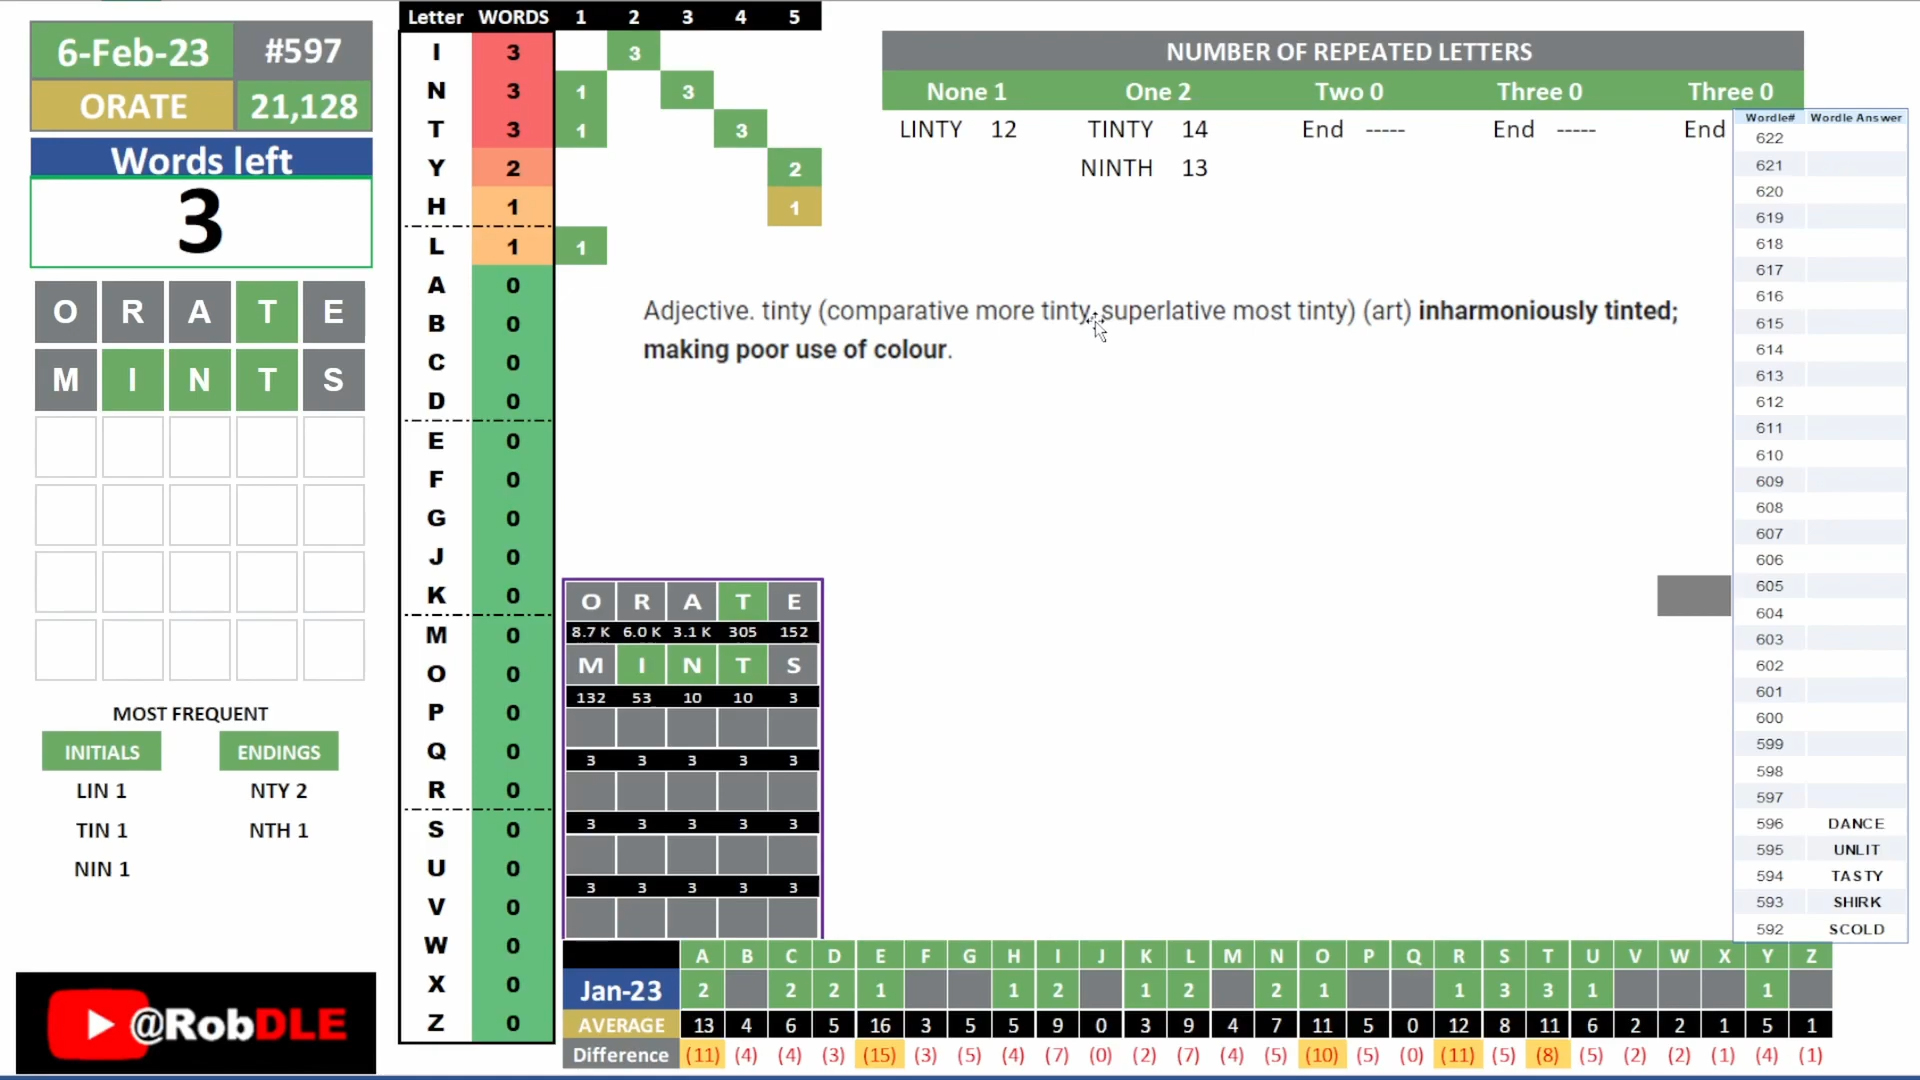 6-Feb-23 #597
ORATE 21,128
Words left
3
O R A T E
M I N T S
MOST FREQUENT
INITIALS ENDINGS
LIN 1 NTY 2
TIN 1 NTH 1
NIN 1
@RobDLE
Letter WORDS 1 2 3 4 5
I 3 3
N 3 1 3
T 3 1 3
Y 2 2
H 1 1
L 1 1
A 0
B 0
C 0
D 0
E 0
F 0
G 0
J 0
K 0
M 0
O 0
P 0
Q 0
R 0
S 0
U 0
V 0
W 0
X 0
Z 0
NUMBER OF REPEATED LETTERS
None 1 One 2 Two 0 Three 0 Three 0
LINTY 12 TINTY 14 End ----- End ----- End
NINTH 13
Adjective. tinty (comparative more tinty, superlative most tinty) (art) inharmoniously tinted;
making poor use of colour.
O R A T E
8.7 K 6.0 K 3.1 K 305 152
M I N T S
132 53 10 10 3
3 3 3 3 3
3 3 3 3 3
3 3 3 3 3
Wordle# Wordle Answer
622
621
620
619
618
617
616
615
614
613
612
611
610
609
608
607
606
605
604
603
602
601
600
599
598
597
596 DANCE
595 UNLIT
594 TASTY
593 SHIRK
592 SCOLD
A B C D E F G H I J K L M N O P Q R S T U V W X Y Z
Jan-23 2 2 2 1 1 2 1 2 2 1 1 3 3 1 1
AVERAGE 13 4 6 5 16 3 5 5 9 0 3 9 4 7 11 5 0 12 8 11 6 2 2 1 5 1
Difference (11) (4) (4) (3) (15) (3) (5) (4) (7) (0) (2) (7) (4) (5) (10) (5) (0) (11) (5) (8) (5) (2) (2) (1) (4) (1)